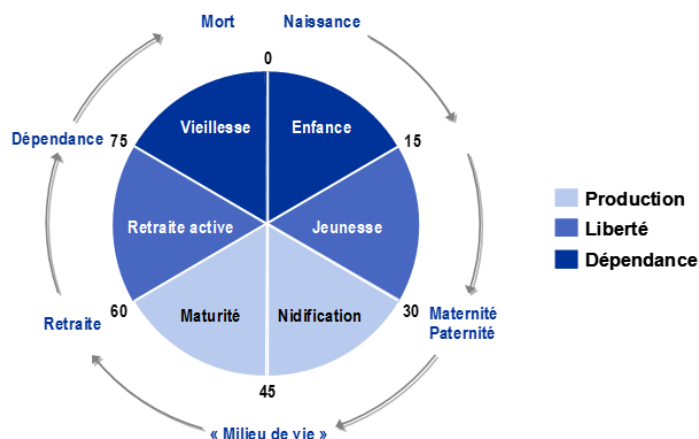 Mort
Naissance
0
Vieillesse
Enfance
Dépendance
75
15
Retraite active
Jeunesse
Production
Liberté
Dépendance
Retraite
60
Maturité
Nidification
30
Maternité
Paternité
45
« Milieu de vie »